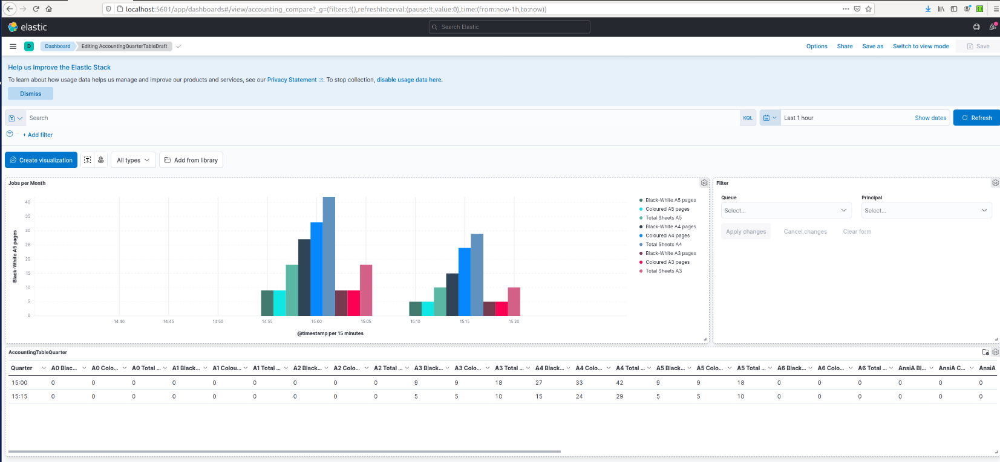 localhost:5601/app/dashboards#/view/accounting_compare?_g=(filters:!(),refreshInterval:(pause:!t,value:0),time:(from:now-1h,to:now))
elastic
Search Elastic
D Dashboard Editing AccountingQuarterTableDraft Options Share Save as Switch to view mode Save
Help us improve the Elastic Stack
To learn about how usage data helps us manage and improve our products and services, see our Privacy Statement . To stop collection, disable usage data here.
Dismiss
Search KQL Last 1 hour Show dates Refresh
+ Add filter
Create visualization All types Add from library
Jobs per Month
Black-White A5 pages
40
35
30
25
20
15
10
5
0
14:40 14:45 14:50 14:55 15:00 15:05 15:10 15:15 15:20
@timestamp per 15 minutes
Black-White A5 pages
Coloured A5 pages
Total Sheets A5
Black-White A4 pages
Coloured A4 pages
Total Sheets A4
Black-White A3 pages
Coloured A3 pages
Total Sheets A3
Filter
Queue Principal
Select... Select...
Apply changes Cancel changes Clear form
AccountingTableQuarter
Quarter A0 Blac... A0 Colo... A0 Total ... A1 Black... A1 Colou... A1 Total ... A2 Black... A2 Colo... A2 Total ... A3 Black... A3 Colo... A3 Total ... A4 Black... A4 Colo... A4 Total ... A5 Black... A5 Colo... A5 Total ... A6 Black... A6 Colo... A6 Total ... AnsiA Bl... AnsiA C... AnsiA
15:00 0 0 0 0 0 0 0 0 0 9 9 18 27 33 42 9 9 18 0 0 0 0 0 0
15:15 0 0 0 0 0 0 0 0 0 5 5 10 15 24 29 5 5 10 0 0 0 0 0 0